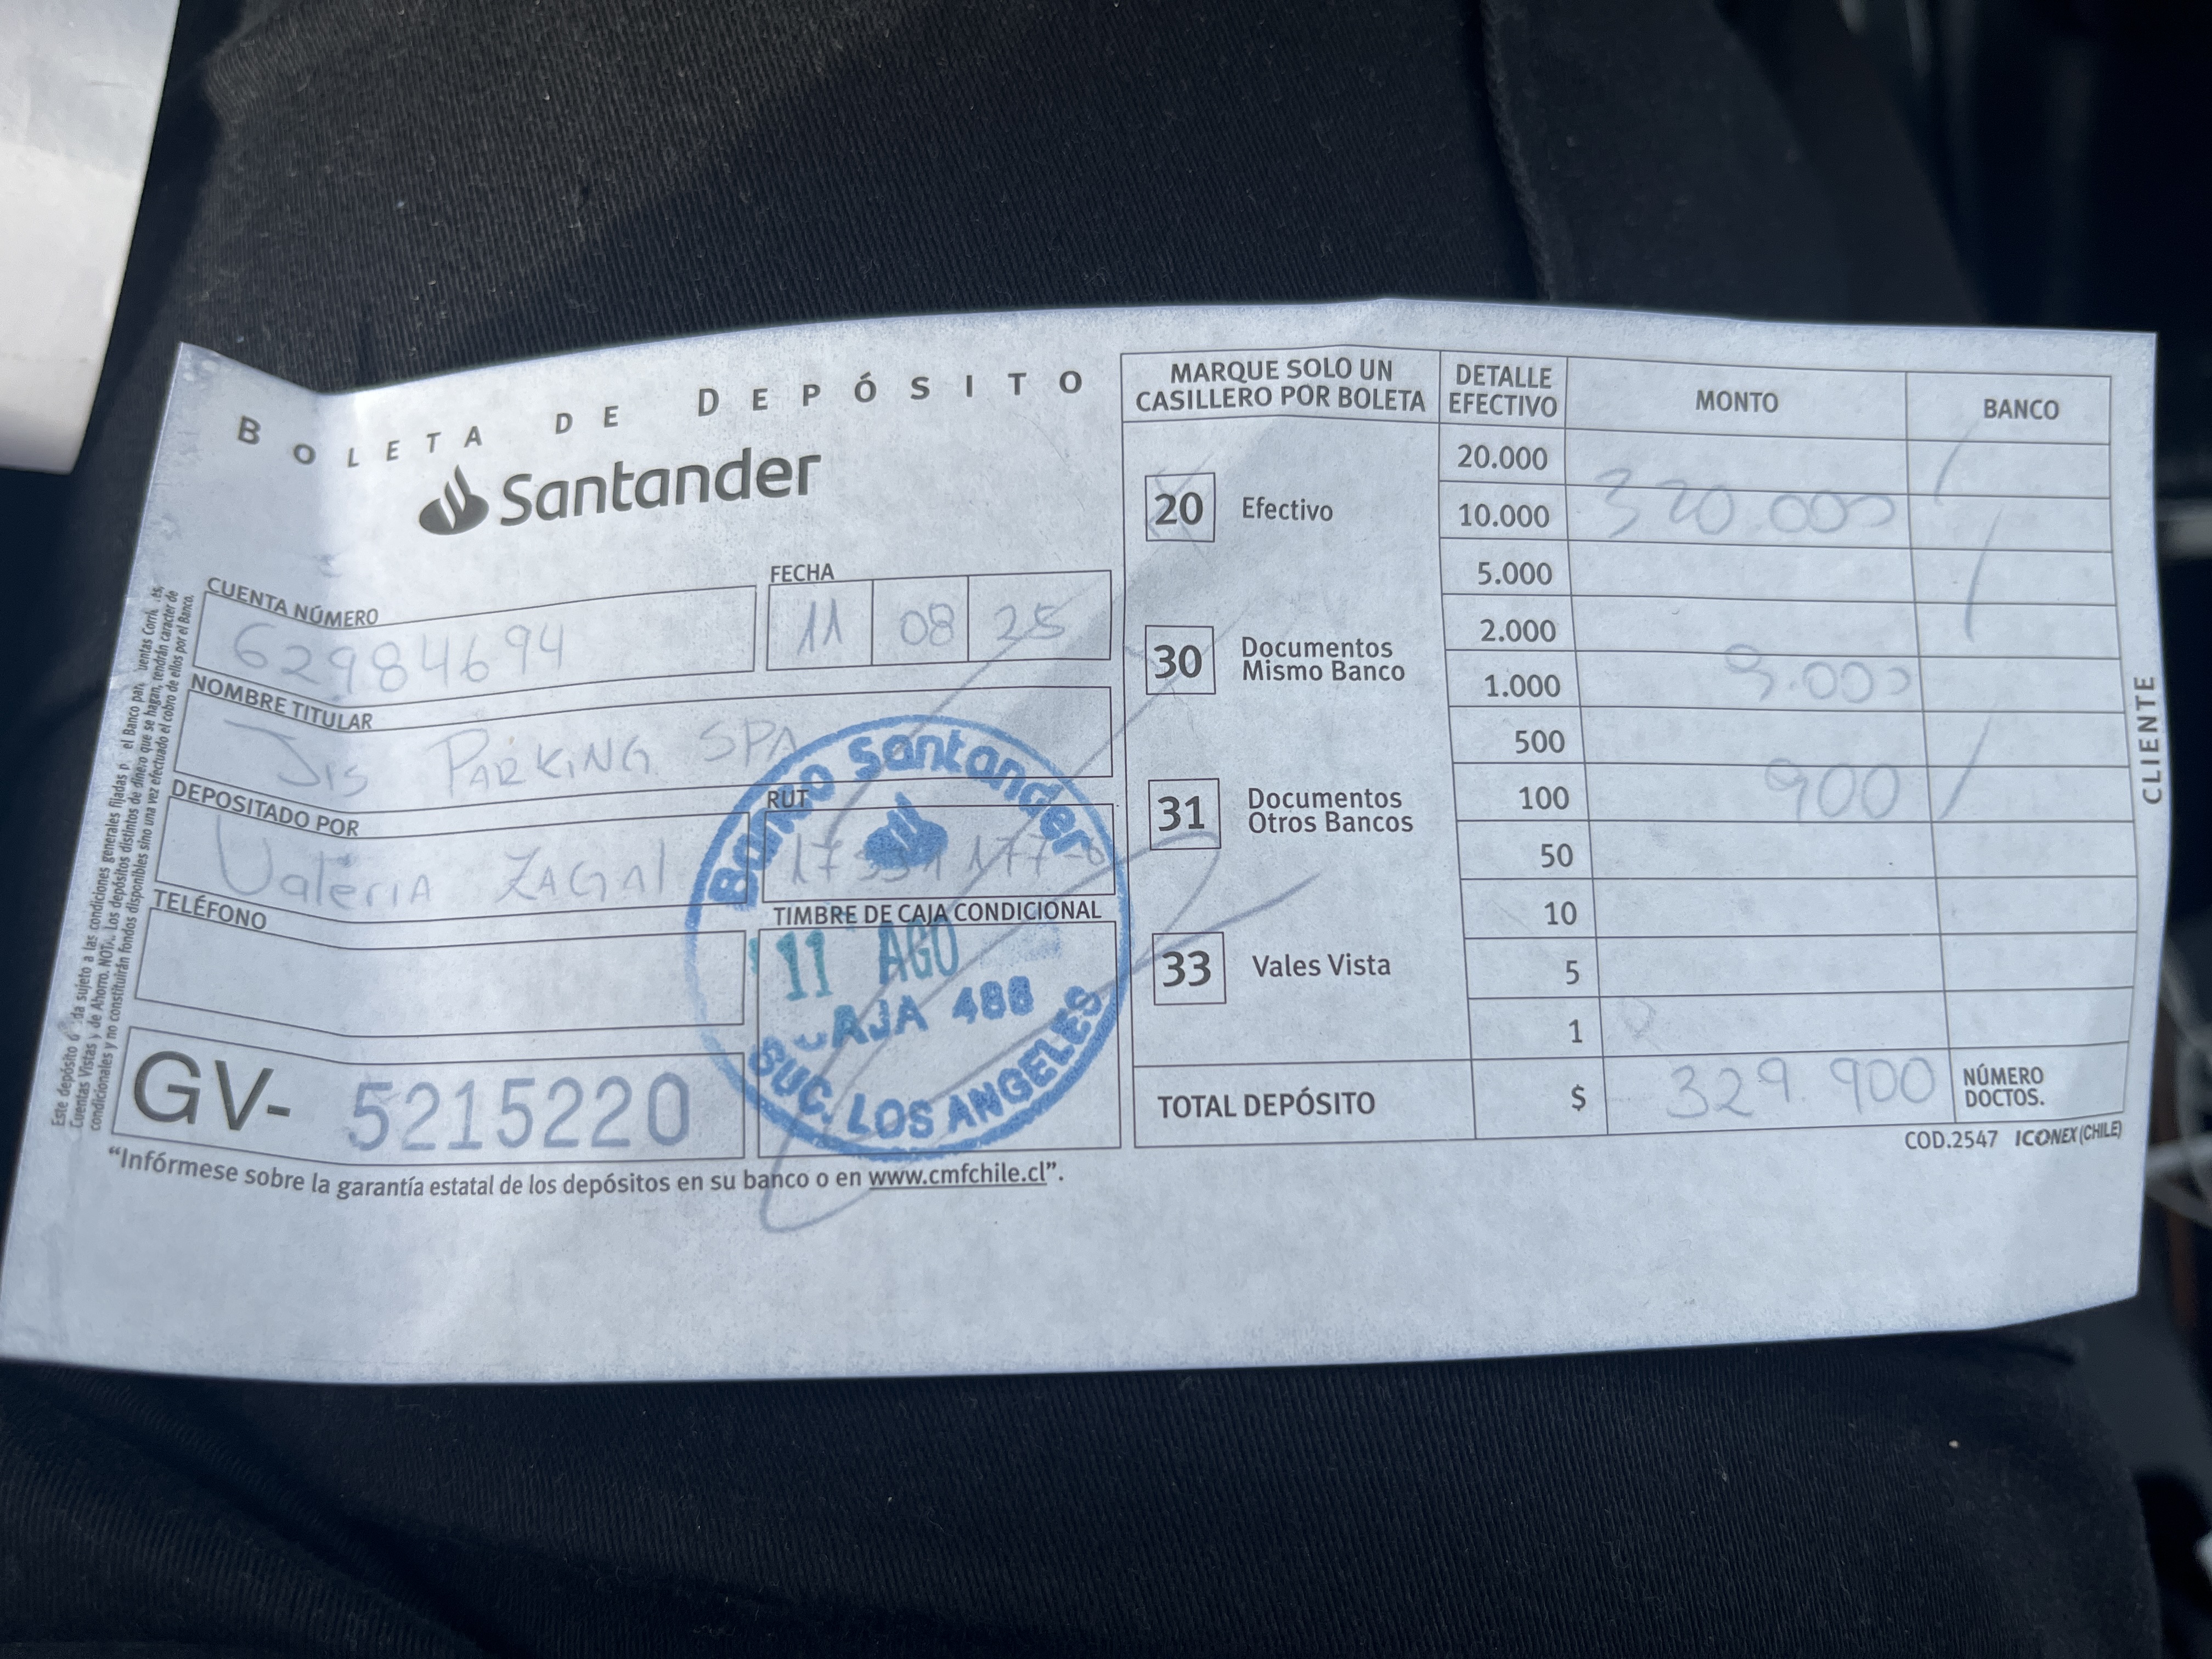 BOLETA DE DEPÓSITO
Santander
CUENTA NÚMERO
62984694
FECHA
11 08 25
NOMBRE TITULAR
Jis PARKING SPA
DEPOSITADO POR
Valeria ZAGAl
RUT
TELÉFONO
TIMBRE DE CAJA CONDICIONAL
Banco Santander
11 AGO
CAJA 488
SUC. LOS ANGELES
GV- 5215220
"Infórmese sobre la garantía estatal de los depósitos en su banco o en www.cmfchile.cl".
MARQUE SOLO UN
CASILLERO POR BOLETA
20 Efectivo
30 Documentos
Mismo Banco
31 Documentos
Otros Bancos
33 Vales Vista
DETALLE
EFECTIVO
MONTO
BANCO
20.000
10.000 320.000
5.000
2.000
1.000 9.000
500
100 900
50
10
5
1
TOTAL DEPÓSITO $ 329.900
NÚMERO
DOCTOS.
COD.2547 ICONEX (CHILE)
CLIENTE